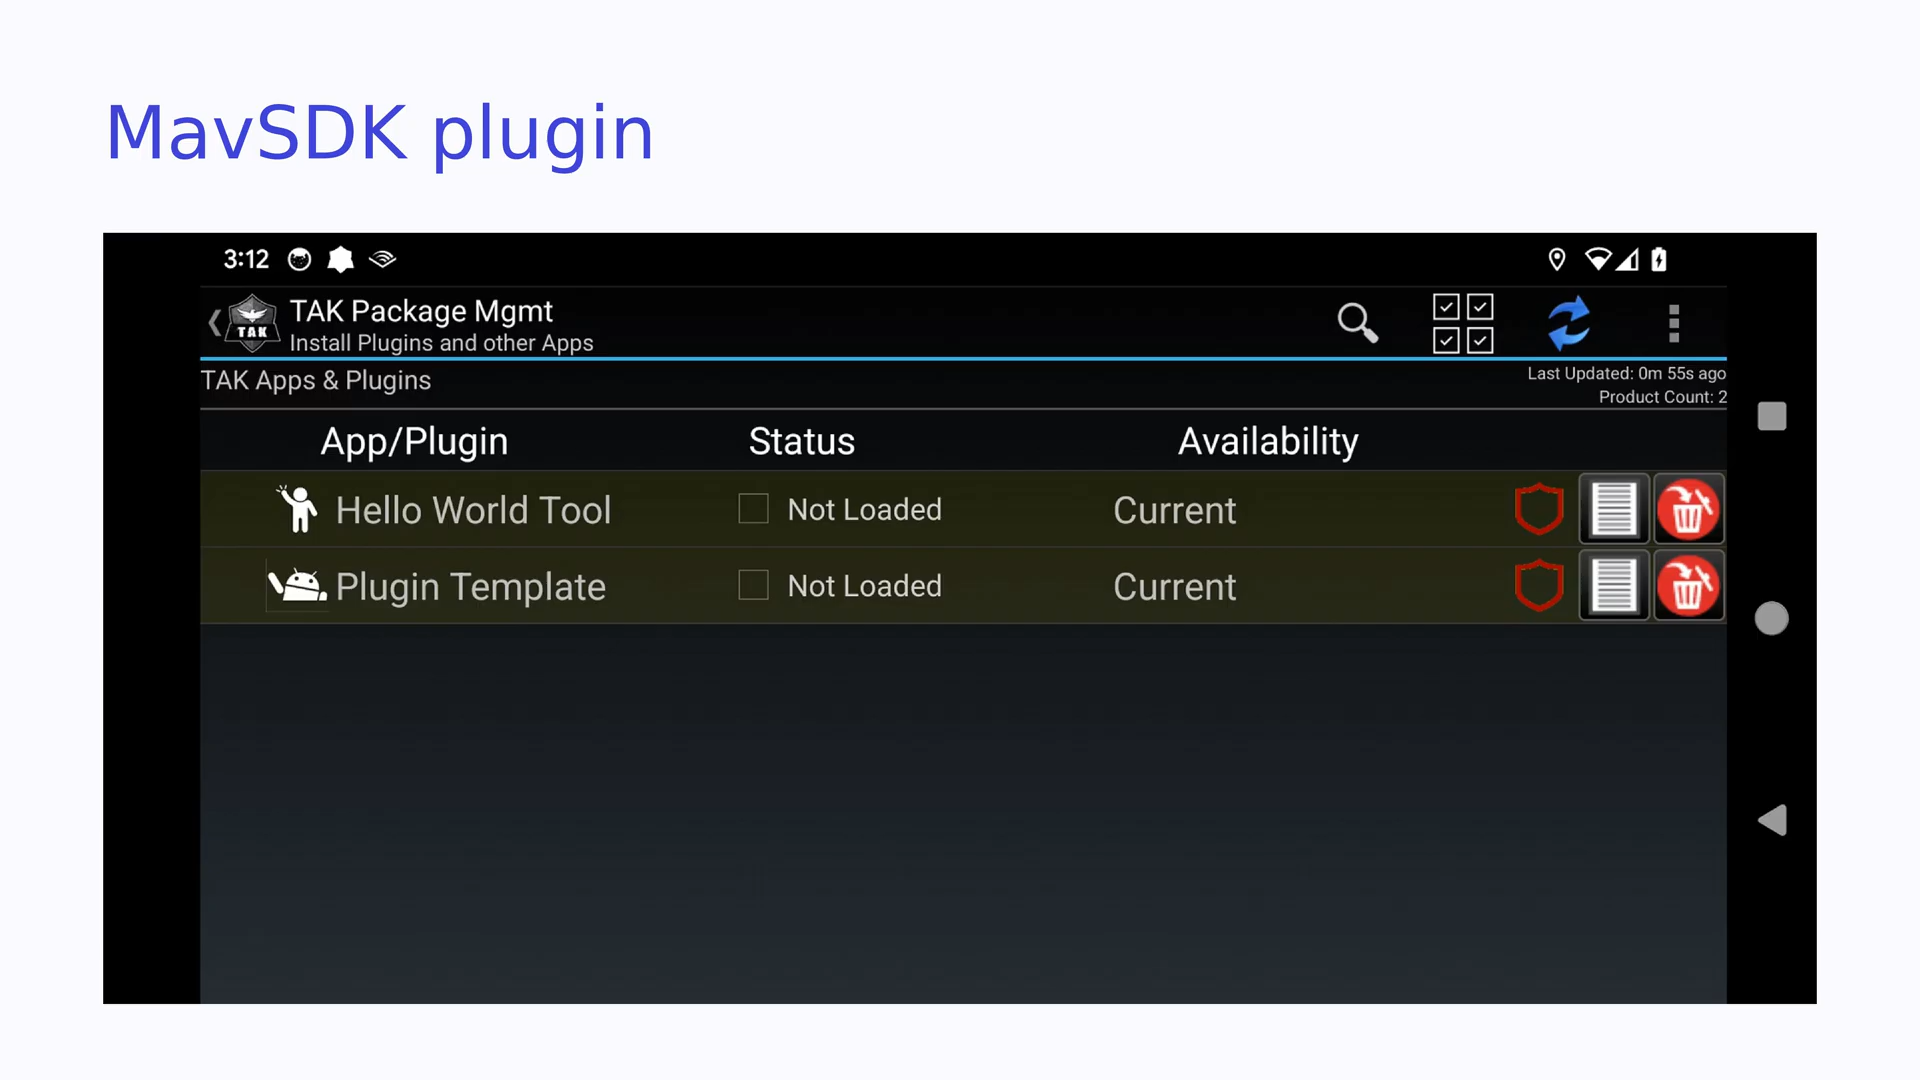 MavSDK plugin
3:12
TAK
TAK Package Mgmt
Install Plugins and other Apps
TAK Apps & Plugins
Last Updated: 0m 55s ago
Product Count: 2
App/Plugin Status Availability
Hello World Tool Not Loaded Current
Plugin Template Not Loaded Current